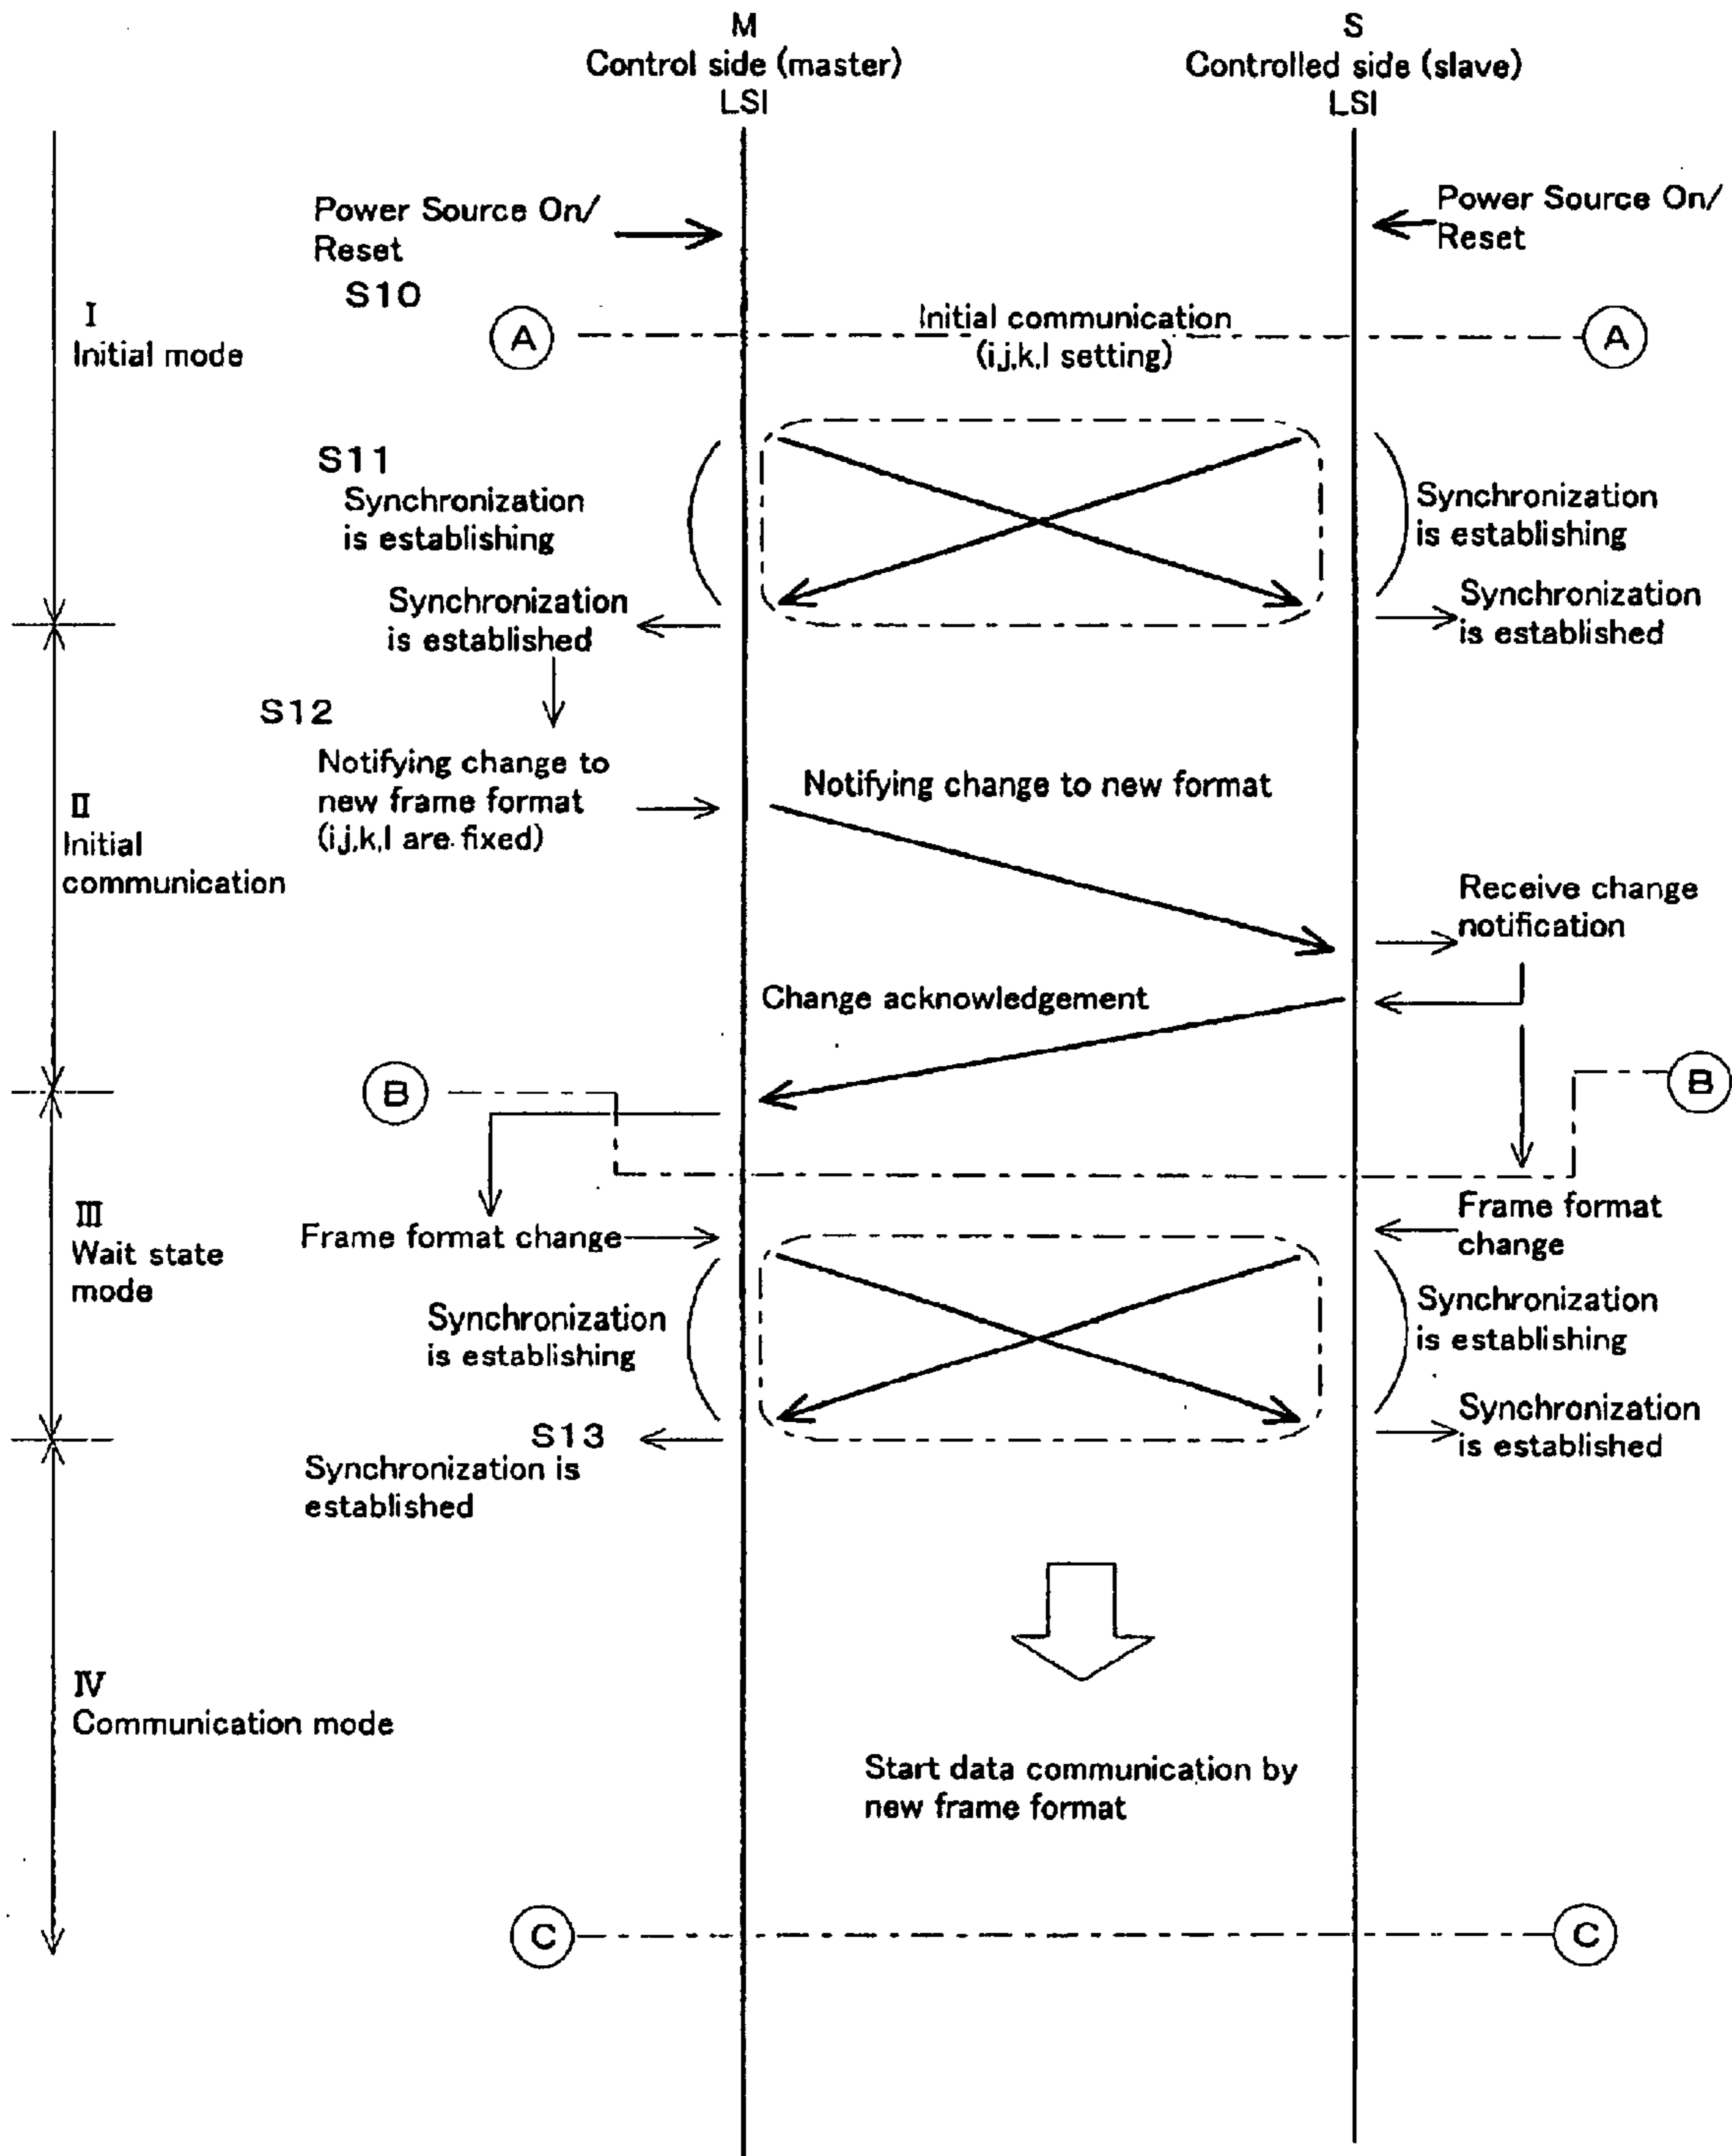 M
Control side (master)
LSI
S
Controlled side (slave)
LSI
Power Source On/
Reset
S10
Power Source On/
Reset
I
Initial mode
A
Initial communication
(i,j,k,l setting)
A
S11
Synchronization
is establishing
Synchronization
is establishing
Synchronization
is established
Synchronization
is established
S12
Notifying change to
new frame format
(i,j,k,l are fixed)
Notifying change to new format
II
Initial
communication
Receive change
notification
Change acknowledgement
B
B
III
Wait state
mode
Frame format change
Frame format
change
Synchronization
is establishing
Synchronization
is establishing
S13
Synchronization is
established
Synchronization
is established
IV
Communication mode
Start data communication by
new frame format
C
C